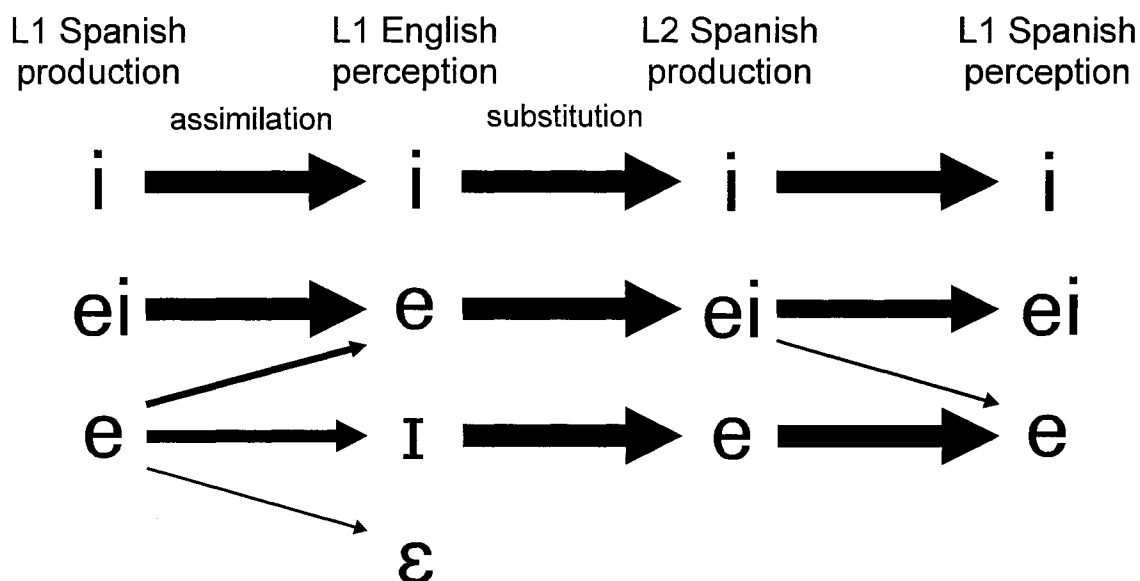 L1 Spanish production
L1 English perception
L2 Spanish production
L1 Spanish perception
assimilation
substitution
i i i i
ei e ei ei
e ɪ e e
ɛ